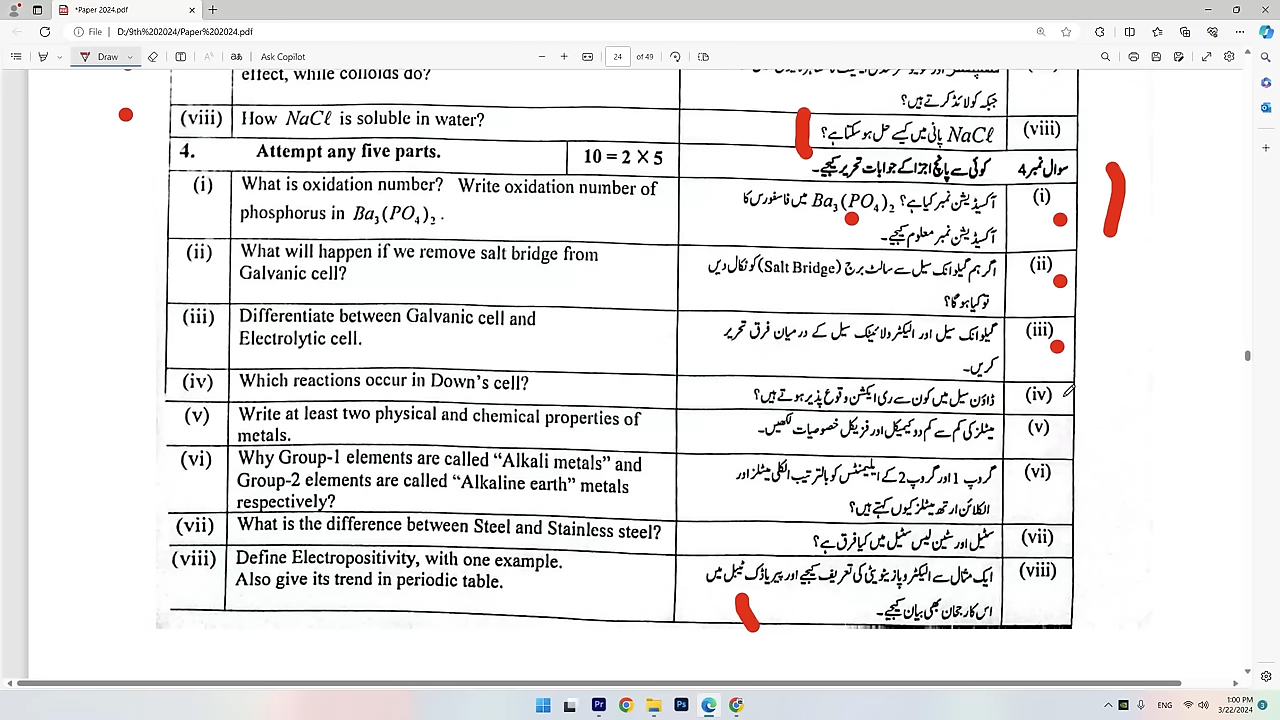 *Paper 2024.pdf
File D:/9th%202024/Paper%202024.pdf
Draw Ask Copilot 24 of 49
effect, while colloids do?
جبکہ کولائڈ کرتے ہیں؟
(viii) How NaCℓ is soluble in water?
NaCℓ پانی میں کیسے حل ہو سکتا ہے؟ (viii)
4. Attempt any five parts. 10 = 2 × 5
سوال نمبر 4 کوئی سے پانچ اجزا کے جوابات تحریر کیجیے۔
(i) What is oxidation number? Write oxidation number of
phosphorus in Ba₃(PO₄)₂ .
آکسیڈیشن نمبر کیا ہے؟ Ba₃(PO₄)₂ میں فاسفورس کا (i)
آکسیڈیشن نمبر معلوم کیجیے۔
(ii) What will happen if we remove salt bridge from
Galvanic cell?
اگر ہم گیلوانک سیل سے سالٹ برج (Salt Bridge) کو نکال دیں (ii)
تو کیا ہو گا؟
(iii) Differentiate between Galvanic cell and
Electrolytic cell.
گیلوانک سیل اور الیکٹرولائیٹک سیل کے درمیان فرق تحریر (iii)
کریں۔
(iv) Which reactions occur in Down's cell?
ڈاؤن سیل میں کون سے ری ایکشن وقوع پذیر ہوتے ہیں؟ (iv)
(v) Write at least two physical and chemical properties of
metals.
میٹلز کی کم سے کم دو کیمیکل اور فزیکل خصوصیات لکھیں۔ (v)
(vi) Why Group-1 elements are called "Alkali metals" and
Group-2 elements are called "Alkaline earth" metals
respectively?
گروپ 1 اور گروپ 2 کے ایلیمنٹس کو بالترتیب الکلی میٹلز اور (vi)
الکلائن ارتھ میٹلز کیوں کہتے ہیں؟
(vii) What is the difference between Steel and Stainless steel?
سٹیل اور سٹین لیس سٹیل میں کیا فرق ہے؟ (vii)
(viii) Define Electropositivity, with one example.
Also give its trend in periodic table.
ایک مثال سے الیکٹروپازیٹویٹی کی تعریف کیجیے اور پیریاڈک ٹیبل میں (viii)
اس کا رجحان بھی بیان کیجیے۔
ENG 1:00 PM
3/22/2024